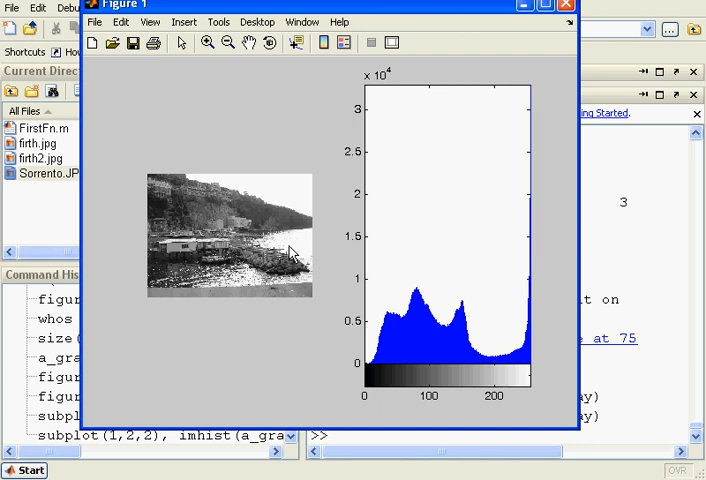 File
De
Figure 1
File Edit View Insert Tools Desktop Window Help
Shortcuts
Current Direc
All Files
FirstFn.m
firth.jpg
firth2.jpg
Sorrento.JP
x 10⁴
3
2.5
2
1.5
1
0.5
0
0 100 200
ing Started.
3
Command His
figur
whos
size(
a_gra
figur
figur
subpl
subplot(1,2,2), imhist(a_gra
t on
e at 75
ay)
ay)
>>
Start
OVR